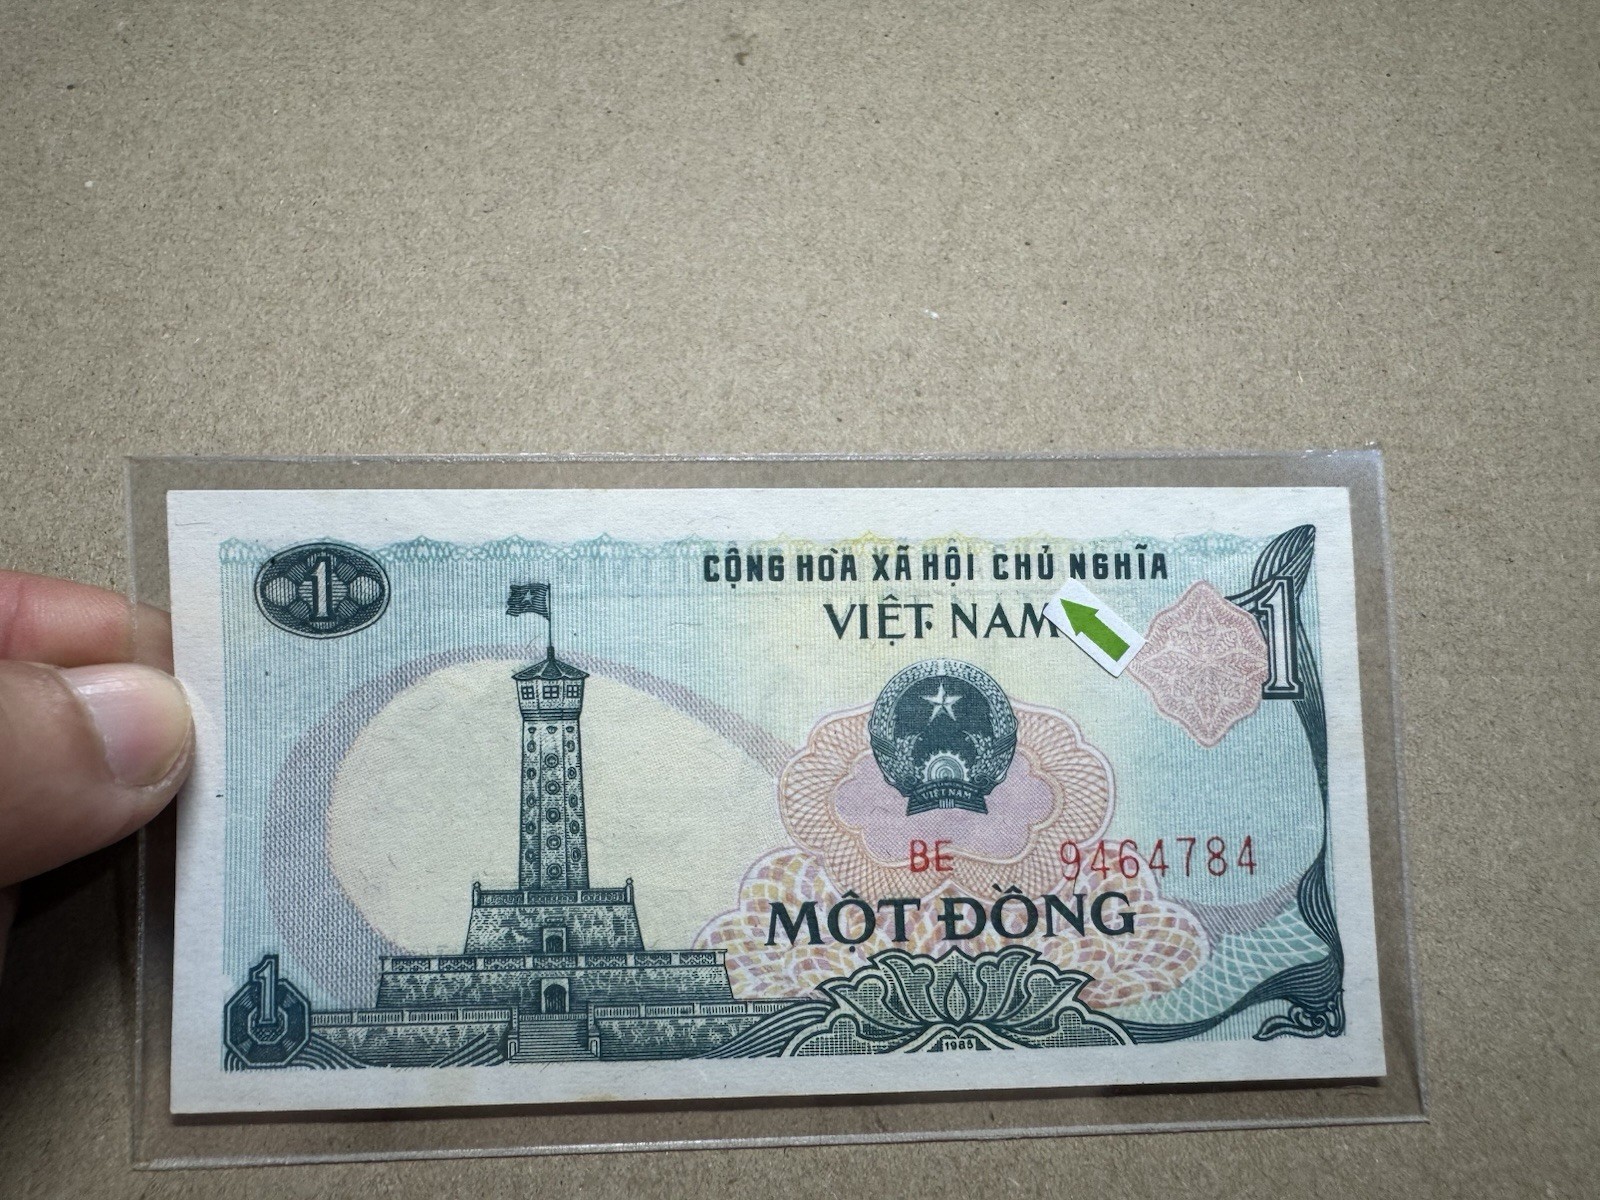 1
CỘNG HÒA XÃ HỘI CHỦ NGHĨA
VIỆT NAM
1
VIỆT NAM
BE 9464784
MỘT ĐỒNG
1
1985